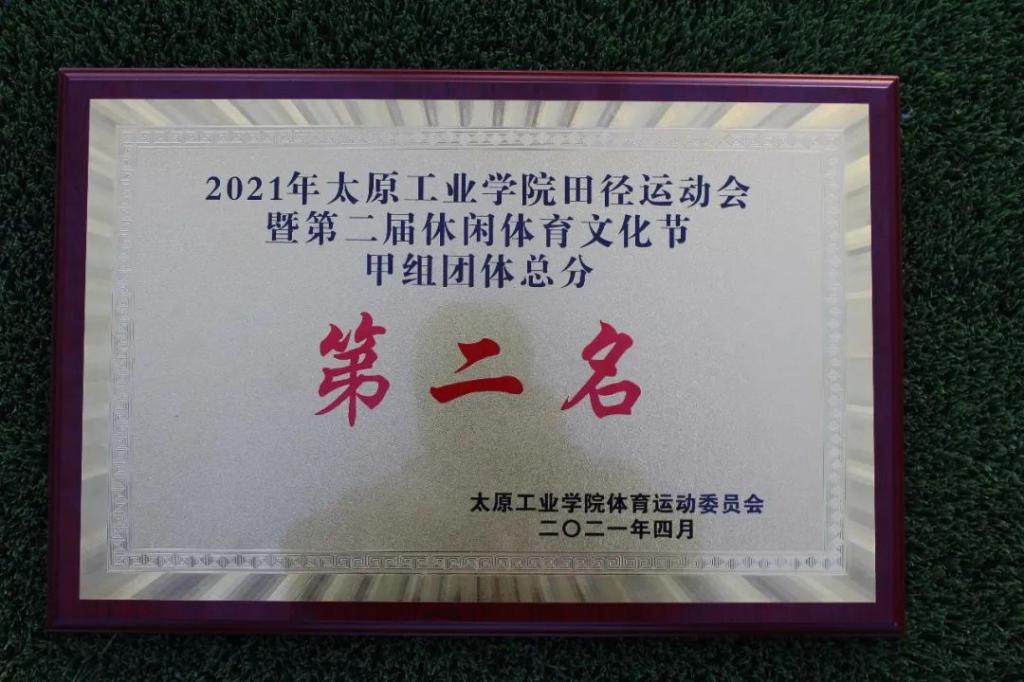 2021年太原工业学院田径运动会
暨第二届休闲体育文化节
甲组团体总分
第二名
太原工业学院体育运动委员会
二〇二一年四月